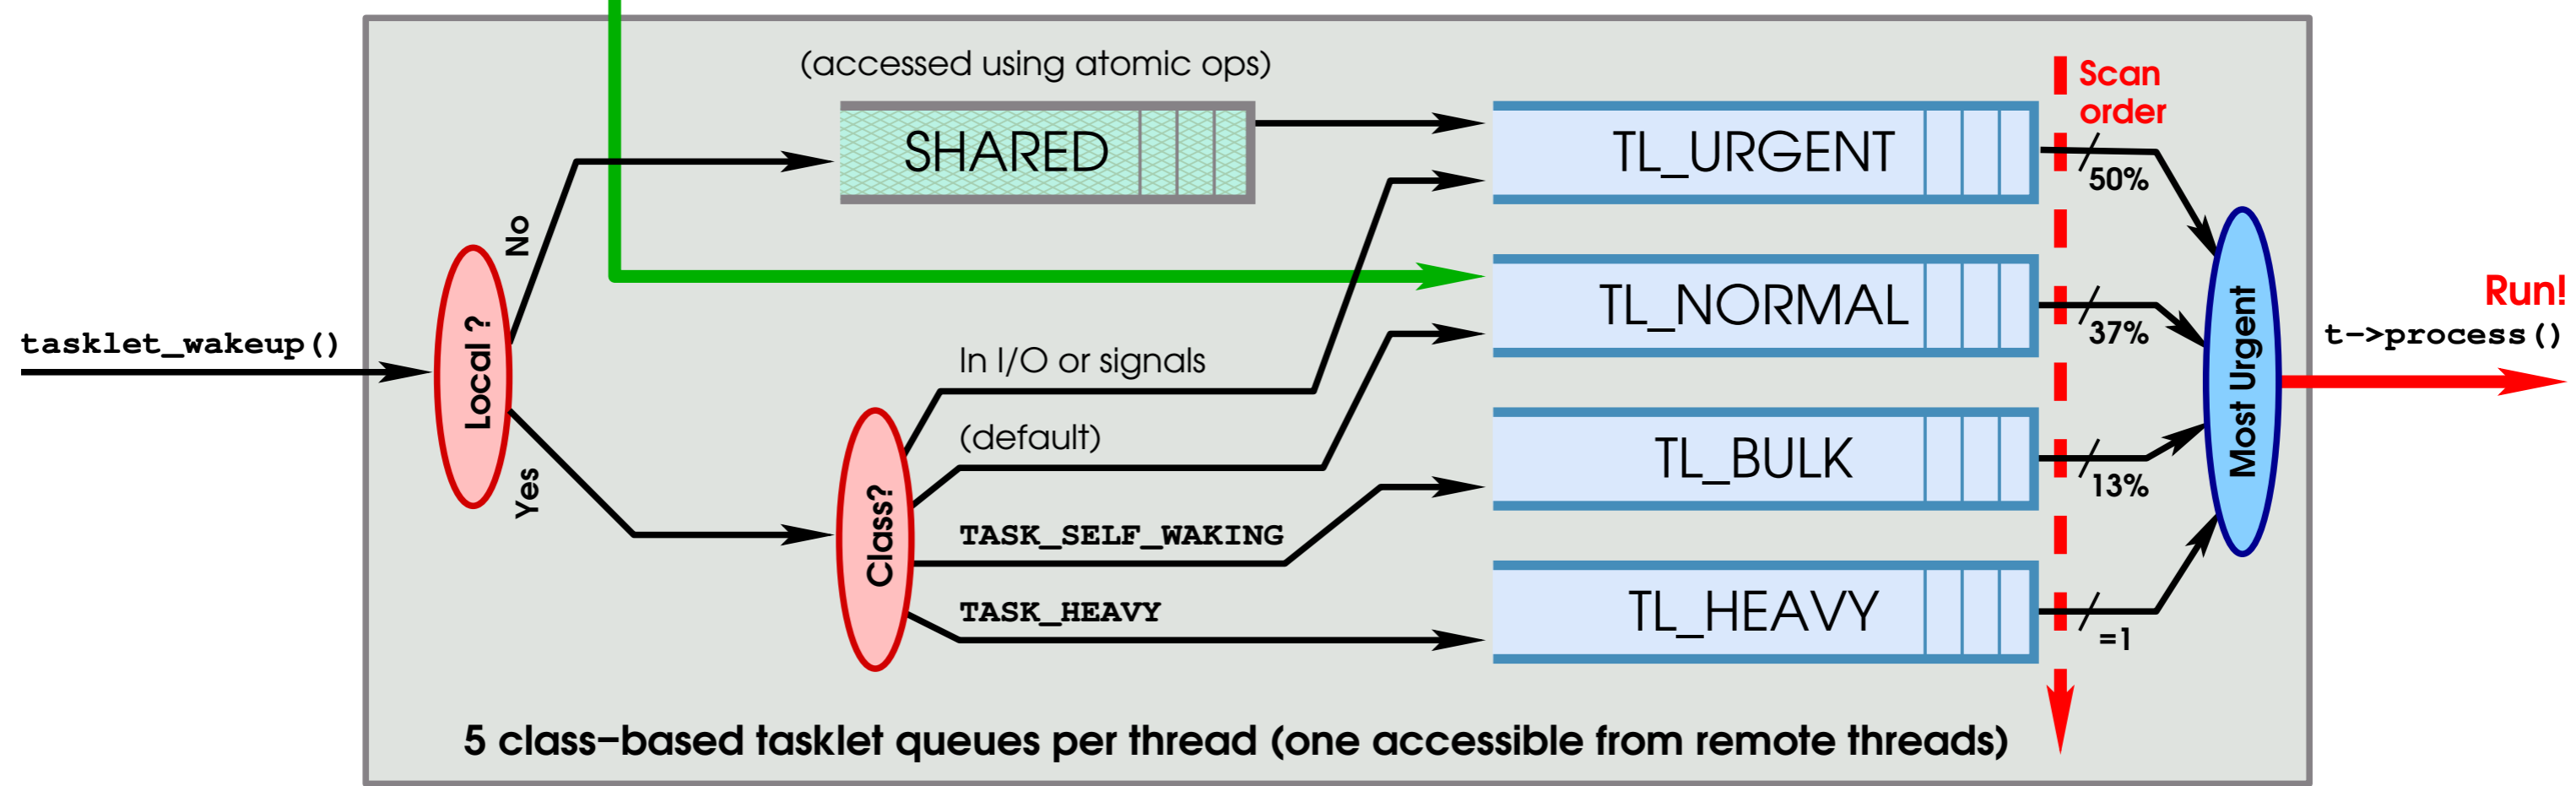 (accessed using atomic ops)
Scan
order
SHARED
TL_URGENT
50%
No
TL_NORMAL
37%
Run!
tasklet_wakeup()
Local ?
In I/O or signals
Most Urgent
t->process()
(default)
TL_BULK
13%
Yes
Class?
TASK_SELF_WAKING
TASK_HEAVY
TL_HEAVY
=1
5 class-based tasklet queues per thread (one accessible from remote threads)